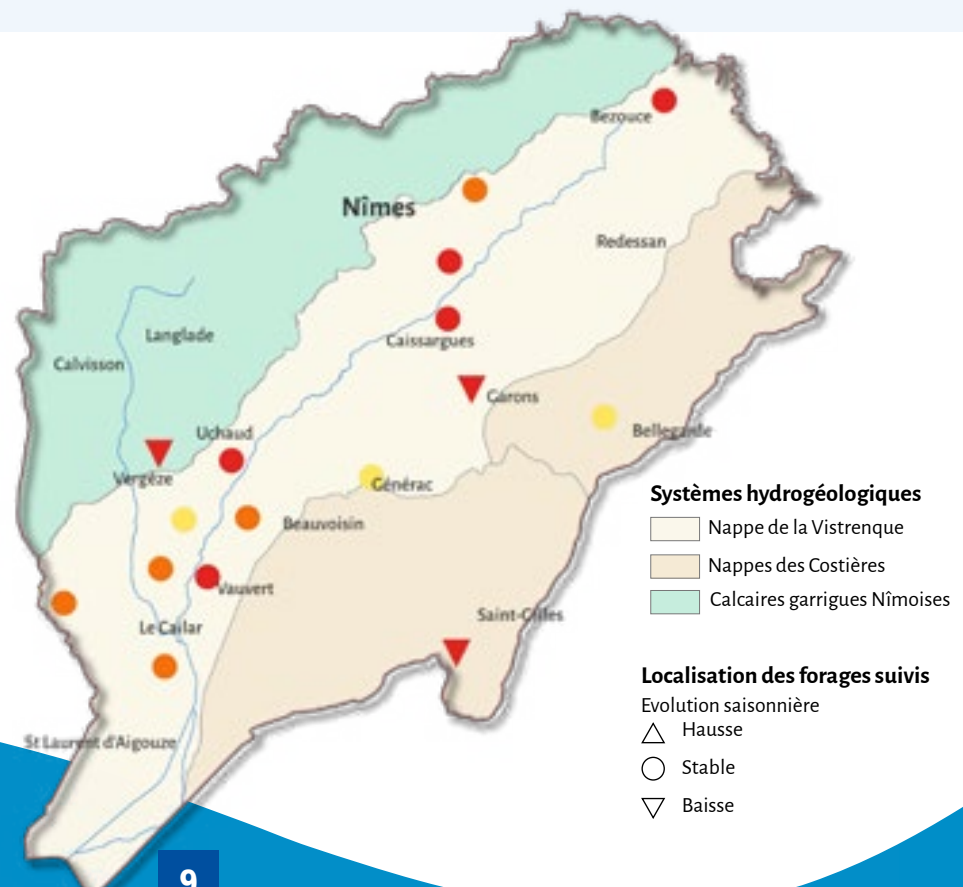 Bezouce
Nîmes
Redessan
Langlade
Caissargues
Calvisson
Garons
Uchaud
Bellegarde
Vergèze
Générac
Beauvoisin
Vauvert
Saint-Gilles
Le Cailar
St Laurent d'Aigouze
Systèmes hydrogéologiques
Nappe de la Vistrenque
Nappes des Costières
Calcaires garrigues Nîmoises
Localisation des forages suivis
Evolution saisonnière
Hausse
Stable
Baisse
9